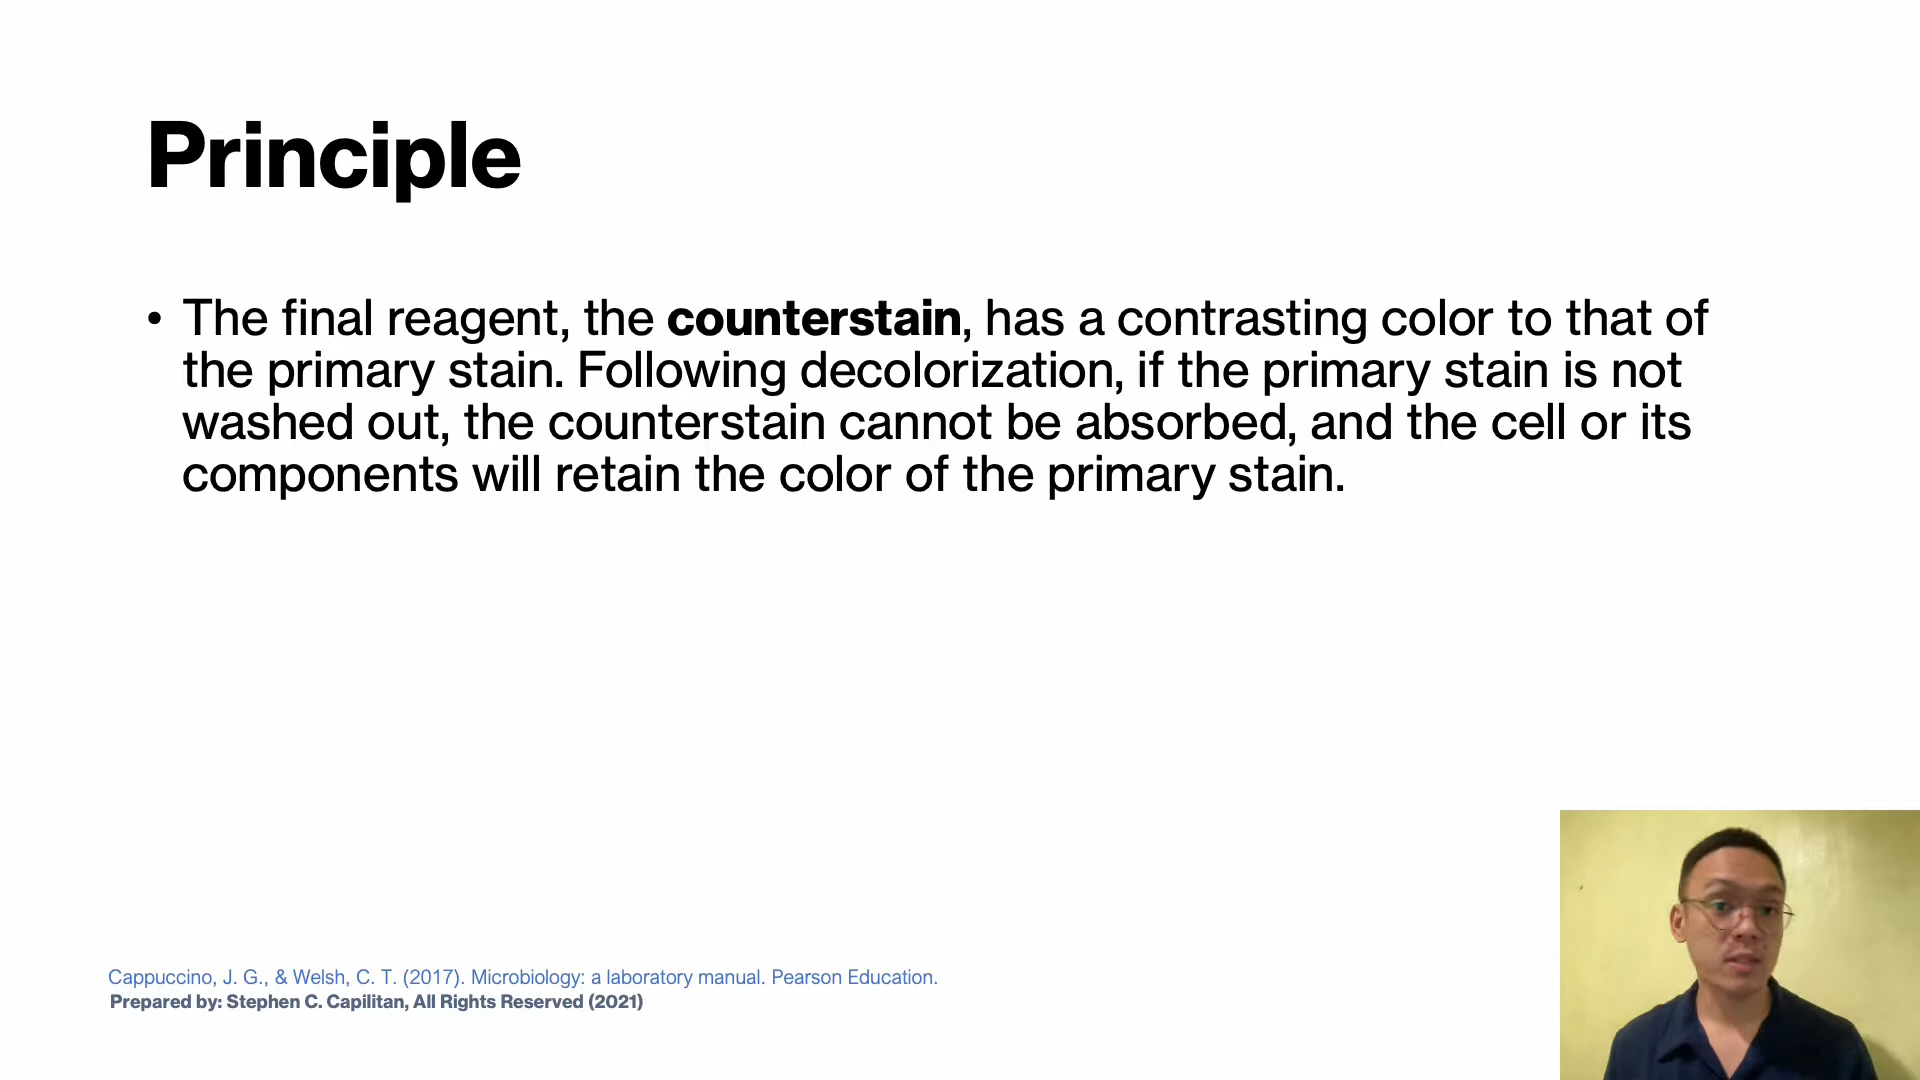 Principle
• The final reagent, the counterstain, has a contrasting color to that of
the primary stain. Following decolorization, if the primary stain is not
washed out, the counterstain cannot be absorbed, and the cell or its
components will retain the color of the primary stain.
Cappuccino, J. G., & Welsh, C. T. (2017). Microbiology: a laboratory manual. Pearson Education.
Prepared by: Stephen C. Capilitan, All Rights Reserved (2021)